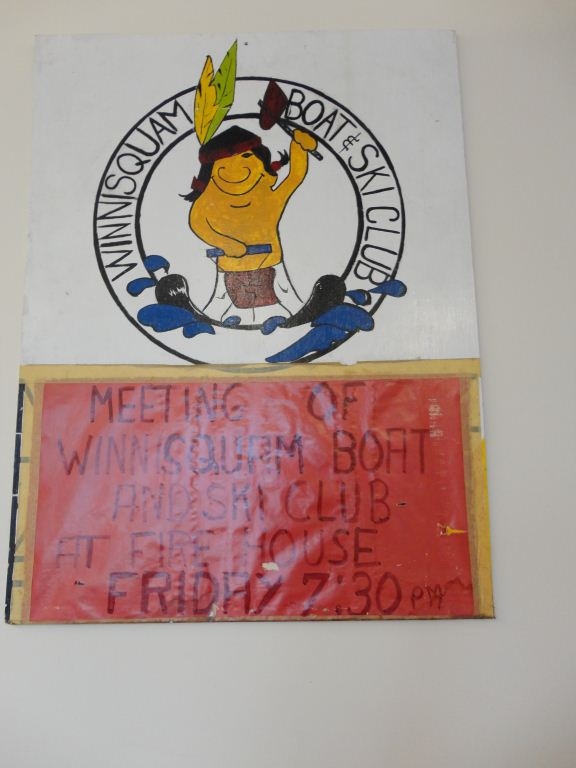 WINNISQUAM BOAT & SKI CLUB
MEETING OF
WINNISQUAM BOAT
AND SKI CLUB
AT FIRE HOUSE
FRIDAY 7:30 PM